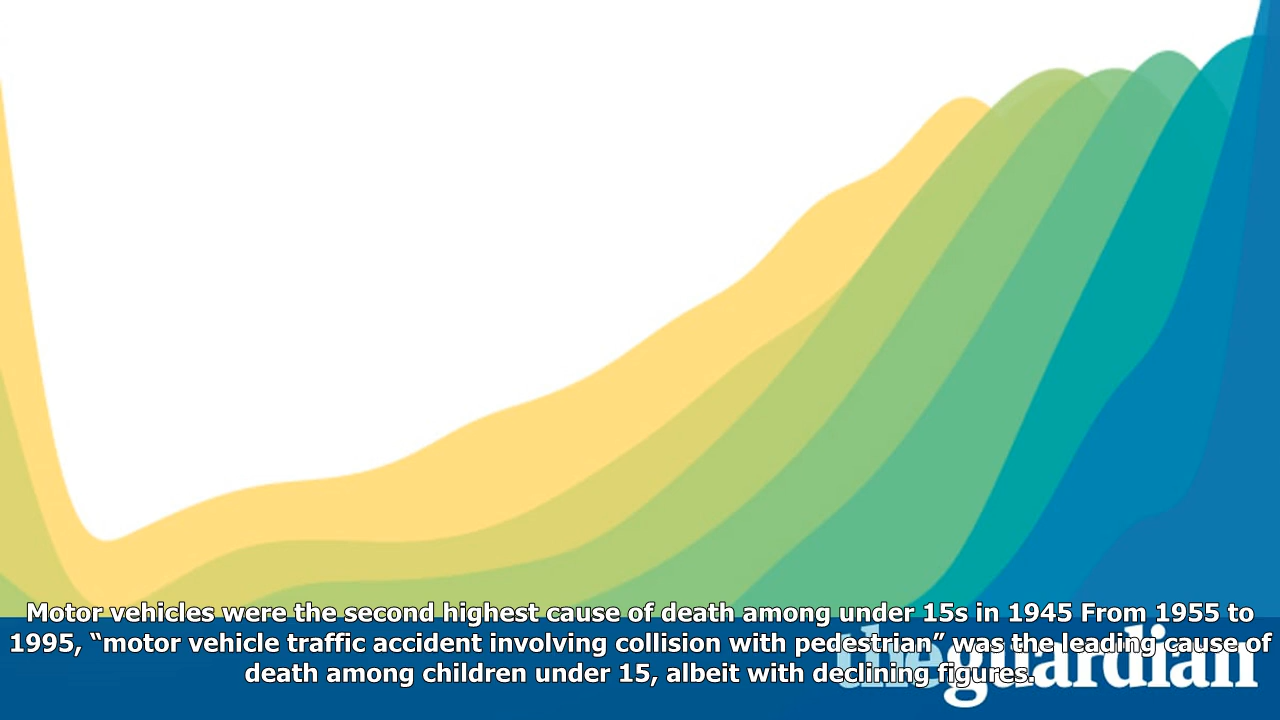 Motor vehicles were the second highest cause of death among under 15s in 1945 From 1955 to
1995, “motor vehicle traffic accident involving collision with pedestrian” was the leading cause of
death among children under 15, albeit with declining figures.
theguardian